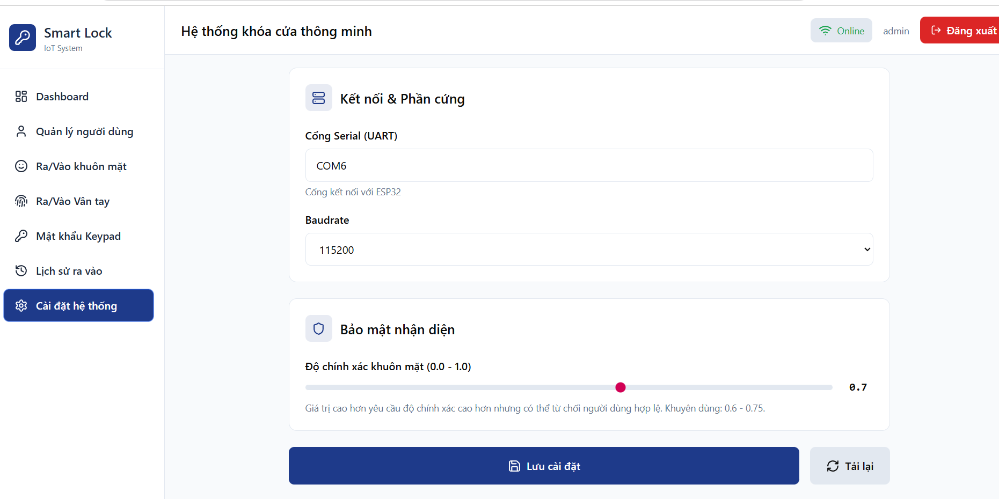 Smart Lock
IoT System
Hệ thống khóa cửa thông minh
Online
admin
Đăng xuất
Dashboard
Quản lý người dùng
Ra/Vào khuôn mặt
Ra/Vào Vân tay
Mật khẩu Keypad
Lịch sử ra vào
Cài đặt hệ thống
Kết nối & Phần cứng
Cổng Serial (UART)
COM6
Cổng kết nối với ESP32
Baudrate
115200
Bảo mật nhận diện
Độ chính xác khuôn mặt (0.0 - 1.0)
0.7
Giá trị cao hơn yêu cầu độ chính xác cao hơn nhưng có thể từ chối người dùng hợp lệ. Khuyên dùng: 0.6 - 0.75.
Lưu cài đặt
Tải lại